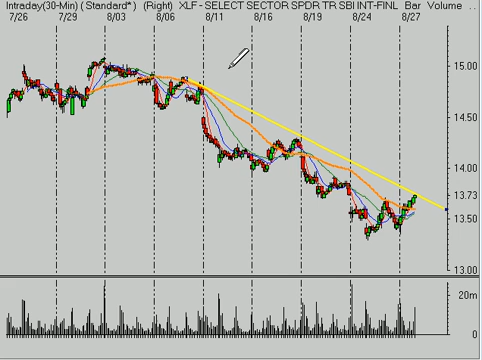 Intraday(30-Min) ( Standard* ) (Right) XLF - SELECT SECTOR SPDR TR SBI INT-FINL Bar Volume ..
7/26 7/29 8/03 8/06 8/11 8/16 8/19 8/24 8/27
15.00
14.50
14.00
13.73
13.50
13.00
20m
0